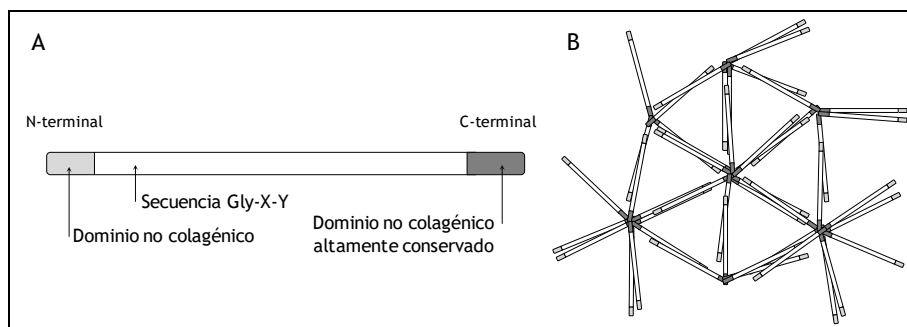 A
B
N-terminal
C-terminal
Secuencia Gly-X-Y
Dominio no colagénico
Dominio no colagénico
altamente conservado